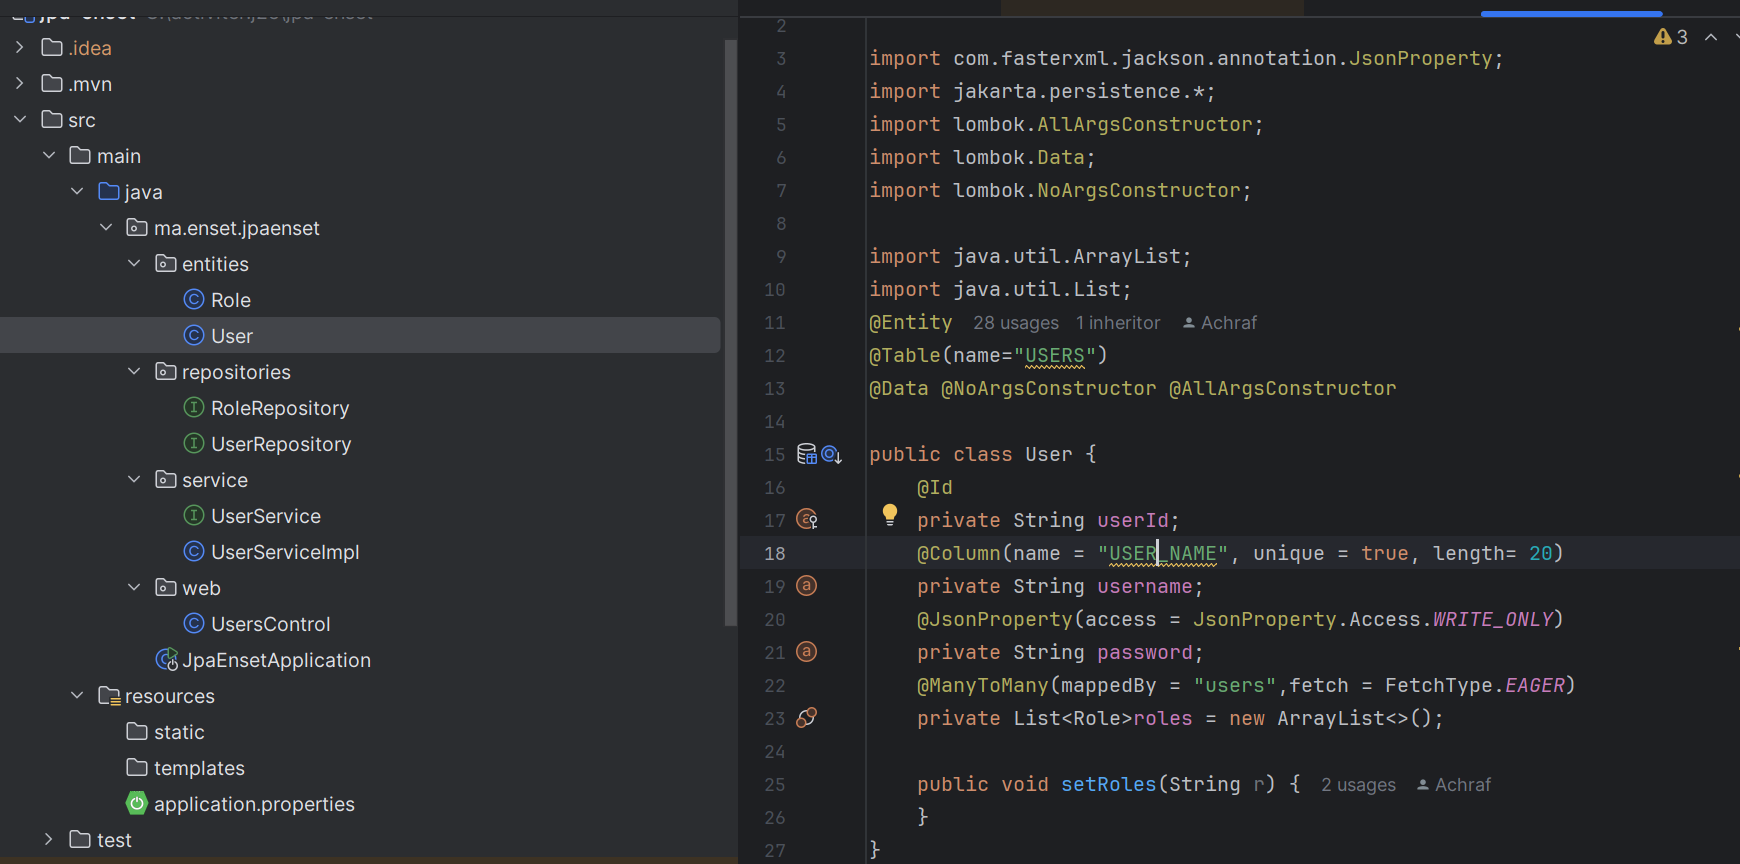 jpa-enset C:\activiteri.j2e\jpa-enset
.idea
.mvn
src
main
java
ma.enset.jpaenset
entities
Role
User
repositories
RoleRepository
UserRepository
service
UserService
UserServiceImpl
web
UsersControl
JpaEnsetApplication
resources
static
templates
application.properties
test
3
2
3 import com.fasterxml.jackson.annotation.JsonProperty;
4 import jakarta.persistence.*;
5 import lombok.AllArgsConstructor;
6 import lombok.Data;
7 import lombok.NoArgsConstructor;
8
9 import java.util.ArrayList;
10 import java.util.List;
11 @Entity 28 usages 1 inheritor Achraf
12 @Table(name="USERS")
13 @Data @NoArgsConstructor @AllArgsConstructor
14
15 public class User {
16 @Id
17 private String userId;
18 @Column(name = "USER_NAME", unique = true, length= 20)
19 private String username;
20 @JsonProperty(access = JsonProperty.Access.WRITE_ONLY)
21 private String password;
22 @ManyToMany(mappedBy = "users",fetch = FetchType.EAGER)
23 private List<Role>roles = new ArrayList<>();
24
25 public void setRoles(String r) { 2 usages Achraf
26 }
27 }